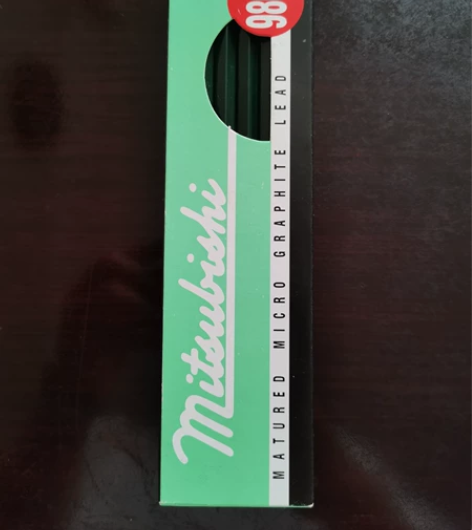 98
Mitsubishi
MATURED MICRO GRAPHITE LEAD